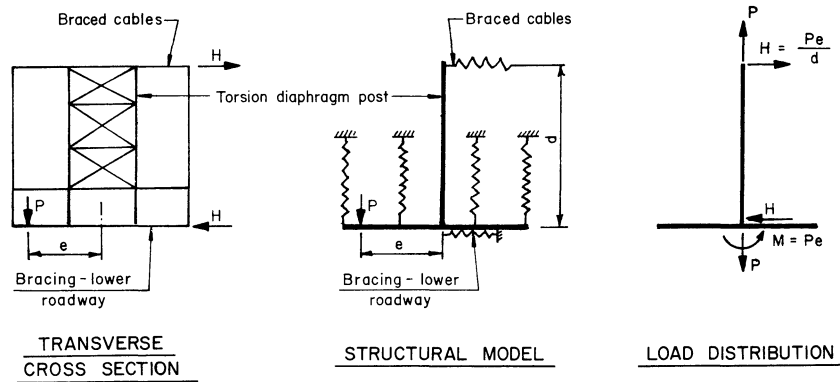 Braced cables
H
Torsion diaphragm post
P
H
e
Bracing-lower
roadway
TRANSVERSE
CROSS SECTION
Braced cables
d
P
e
Bracing-lower
roadway
STRUCTURAL MODEL
P
H = Pe
d
H
M = Pe
P
LOAD DISTRIBUTION